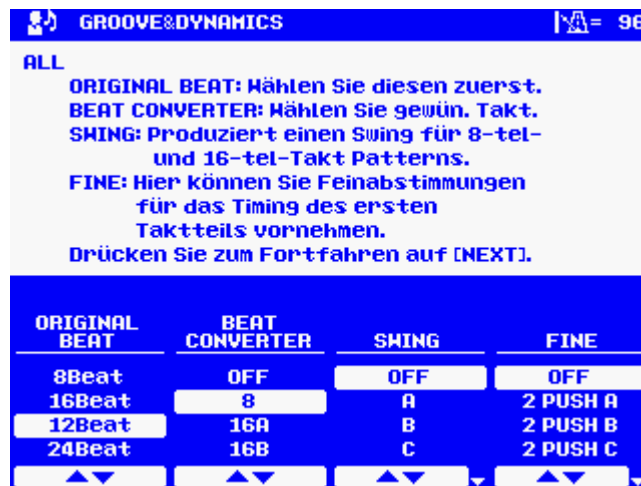 GROOVE&DYNAMICS = 96
ALL
ORIGINAL BEAT: Wählen Sie diesen zuerst.
BEAT CONVERTER: Wählen Sie gewün. Takt.
SWING: Produziert einen Swing für 8-tel-
und 16-tel-Takt Patterns.
FINE: Hier können Sie Feinabstimmungen
für das Timing des ersten
Taktteils vornehmen.
Drücken Sie zum Fortfahren auf [NEXT].
ORIGINAL BEAT BEAT CONVERTER SWING FINE
8Beat OFF OFF OFF
16Beat 8 A 2 PUSH A
12Beat 16A B 2 PUSH B
24Beat 16B C 2 PUSH C